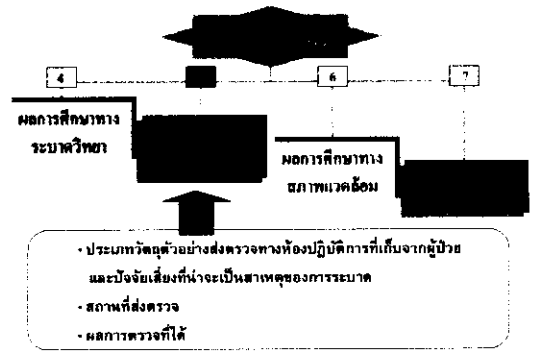 4
6
7
ผลการศึกษาทาง
ระบาดวิทยา
ผลการศึกษาทาง
สภาพแวดล้อม
- ประเภทวัตถุตัวอย่างส่งตรวจทางห้องปฏิบัติการที่เก็บจากผู้ป่วย
และปัจจัยเสี่ยงที่น่าจะเป็นสาเหตุของการระบาด
- สถานที่ส่งตรวจ
- ผลการตรวจที่ได้